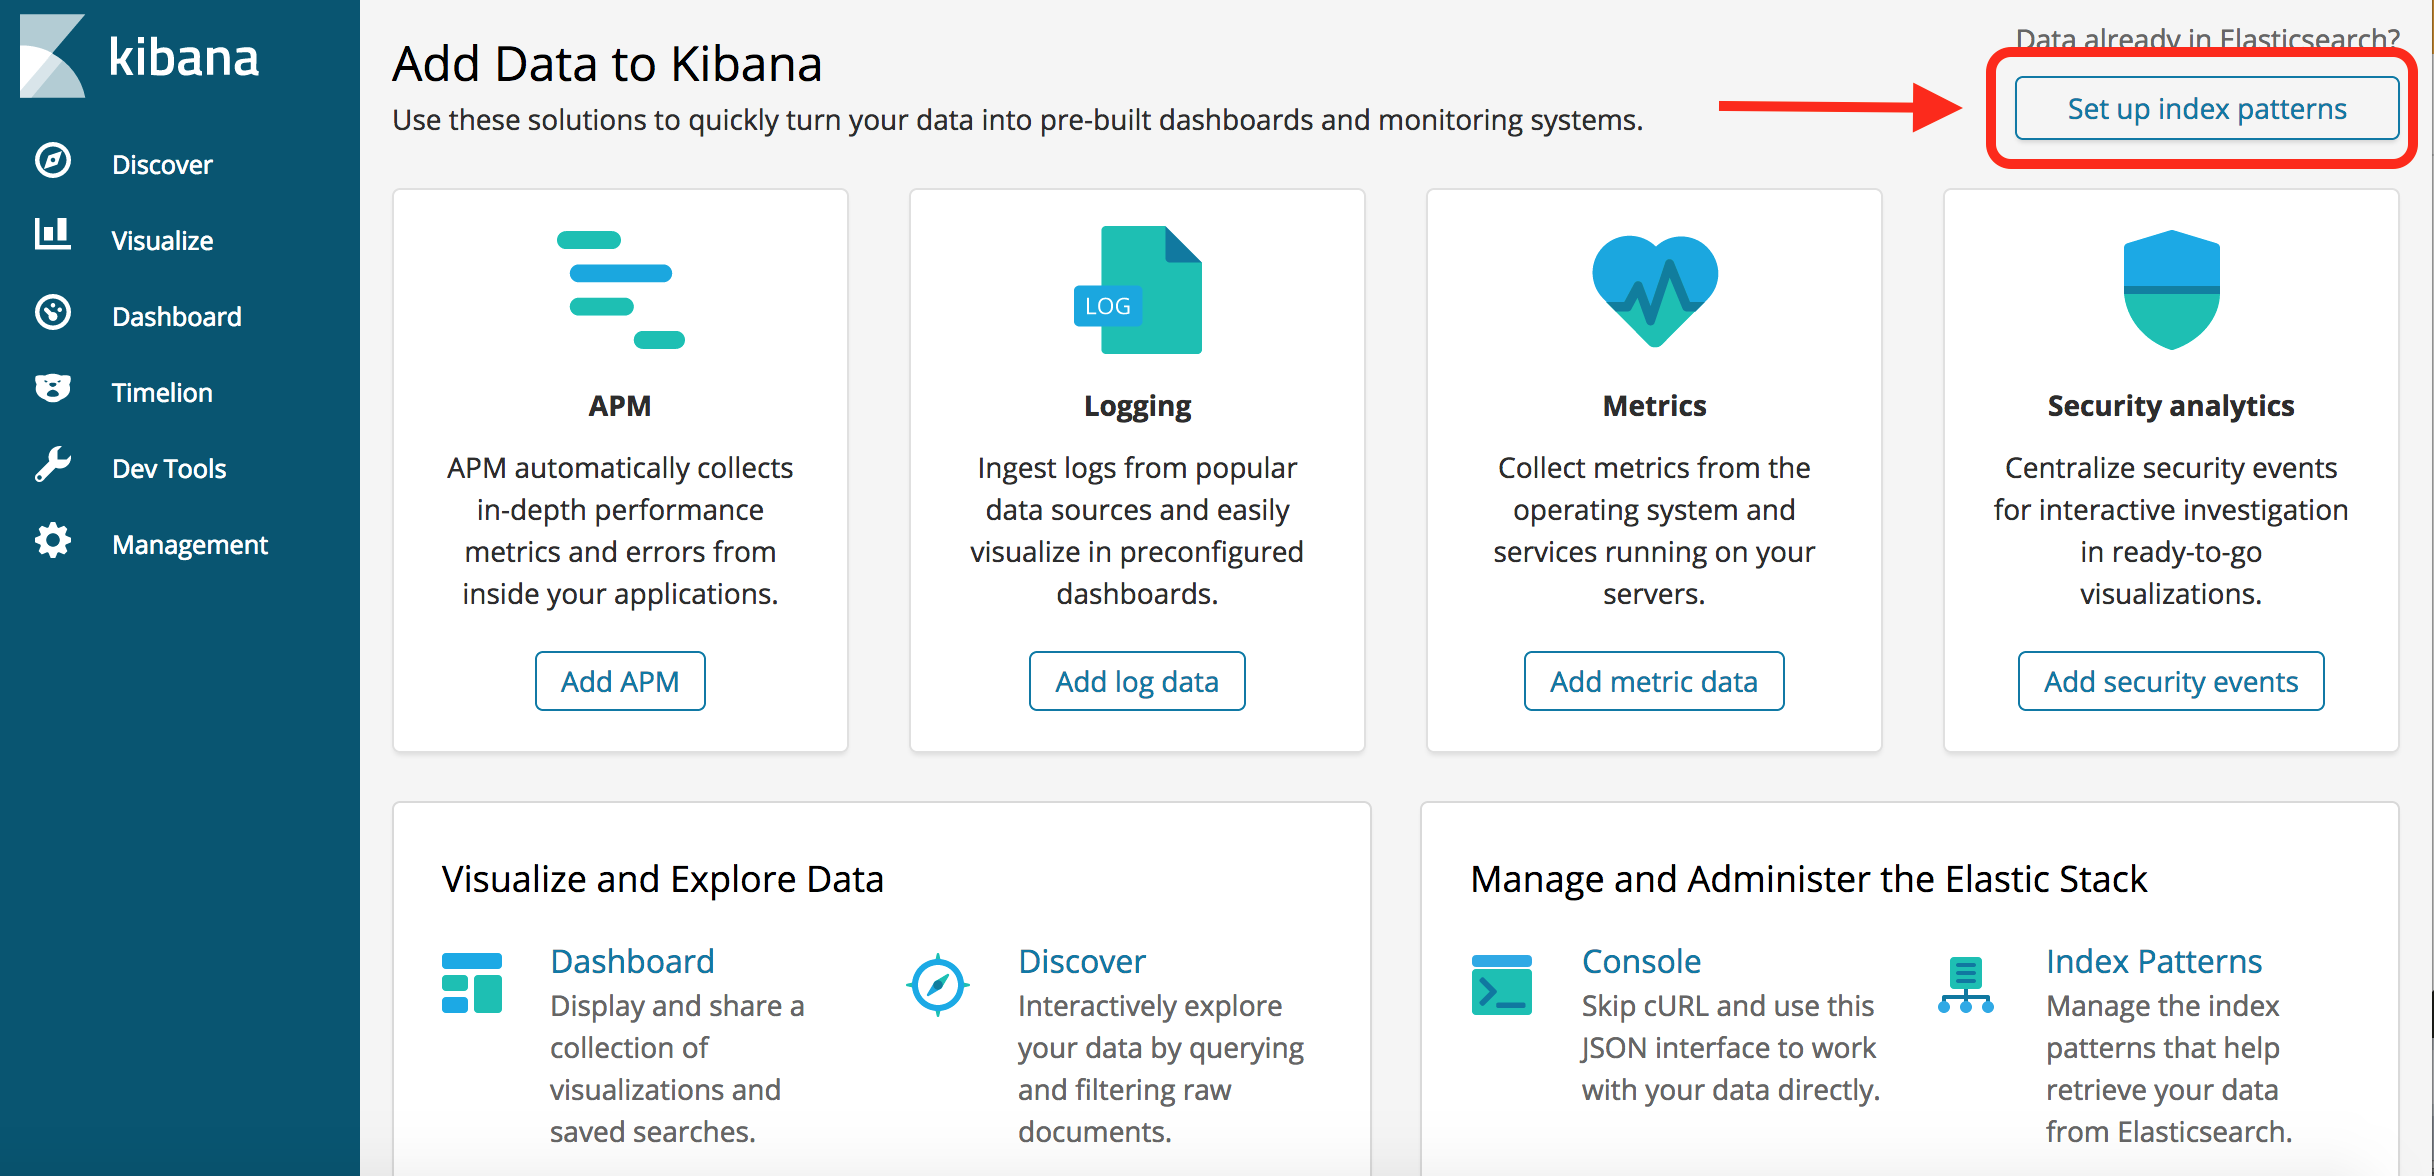 kibana
Discover
Visualize
Dashboard
Timelion
Dev Tools
Management
Add Data to Kibana
Use these solutions to quickly turn your data into pre-built dashboards and monitoring systems.
Data already in Elasticsearch?
Set up index patterns
APM
APM automatically collects
in-depth performance
metrics and errors from
inside your applications.
Add APM
LOG
Logging
Ingest logs from popular
data sources and easily
visualize in preconfigured
dashboards.
Add log data
Metrics
Collect metrics from the
operating system and
services running on your
servers.
Add metric data
Security analytics
Centralize security events
for interactive investigation
in ready-to-go
visualizations.
Add security events
Visualize and Explore Data
Dashboard
Display and share a
collection of
visualizations and
saved searches.
Discover
Interactively explore
your data by querying
and filtering raw
documents.
Manage and Administer the Elastic Stack
Console
Skip cURL and use this
JSON interface to work
with your data directly.
Index Patterns
Manage the index
patterns that help
retrieve your data
from Elasticsearch.